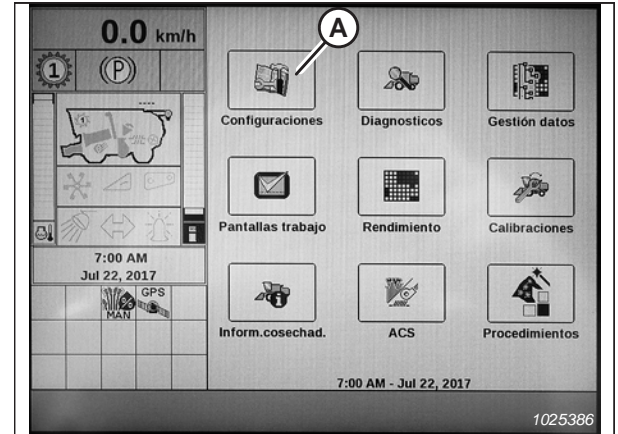 A
0.0 km/h
1 (P)
Configuraciones Diagnosticos Gestión datos
Pantallas trabajo Rendimiento Calibraciones
7:00 AM
Jul 22, 2017
GPS
MAN
Inform.cosechad. ACS Procedimientos
7:00 AM - Jul 22, 2017
1025386